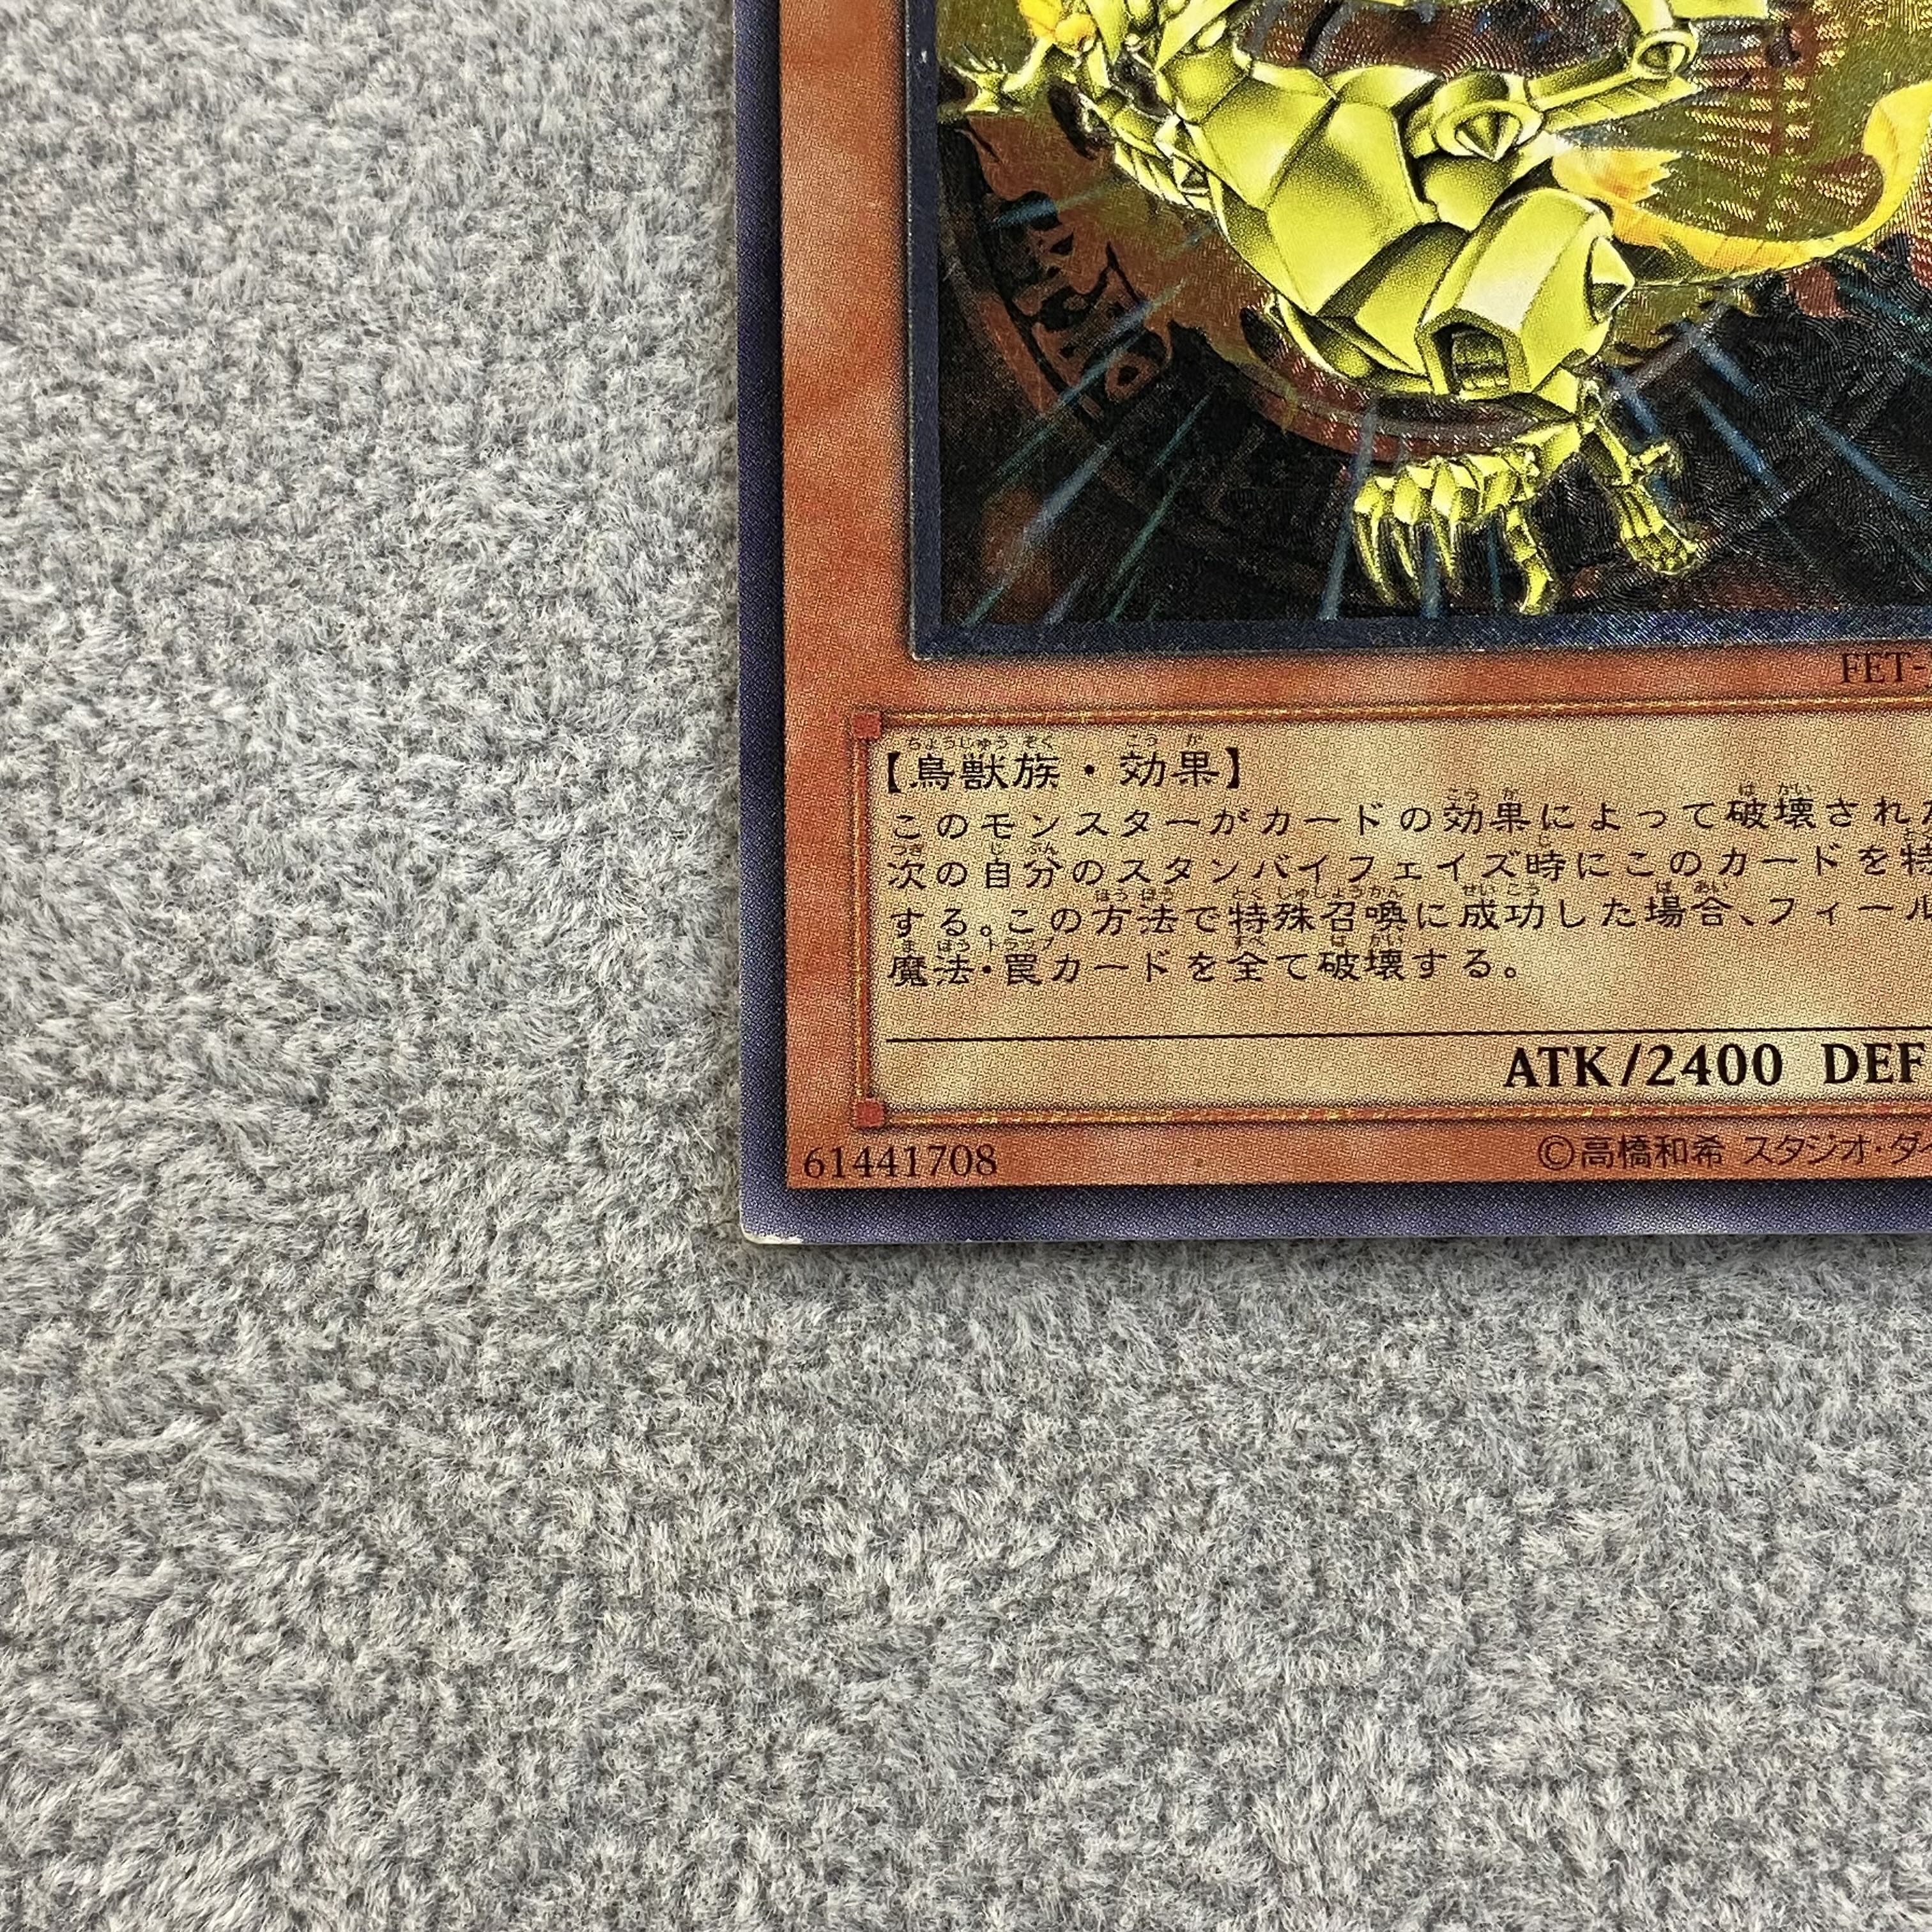 FET-
【鳥獣族・効果】
このモンスターがカードの効果によって破壊され
次の自分のスタンバイフェイズ時にこのカードを特
する。この方法で特殊召喚に成功した場合、フィール
魔法・罠カードを全て破壊する。
ATK/2400 DEF
61441708
©高橋和希 スタジオ・ダイ